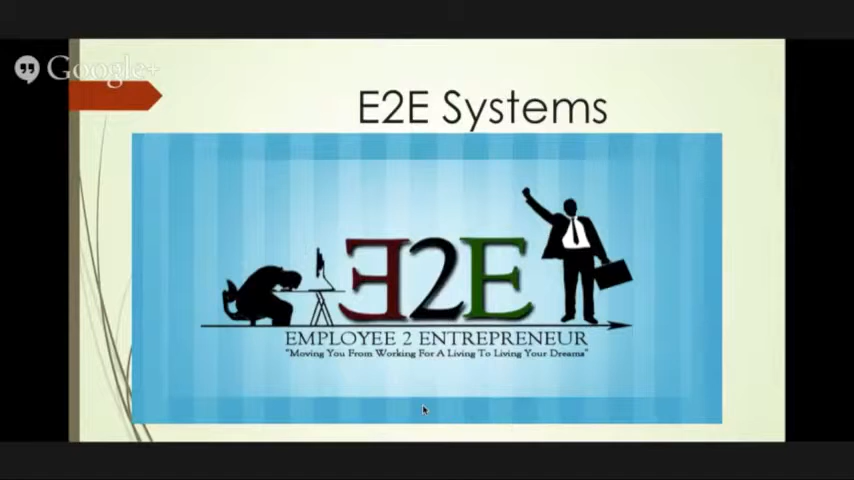 Google+
E2E Systems
E2E
EMPLOYEE 2 ENTREPRENEUR
"Moving You From Working For A Living To Living Your Dreams"